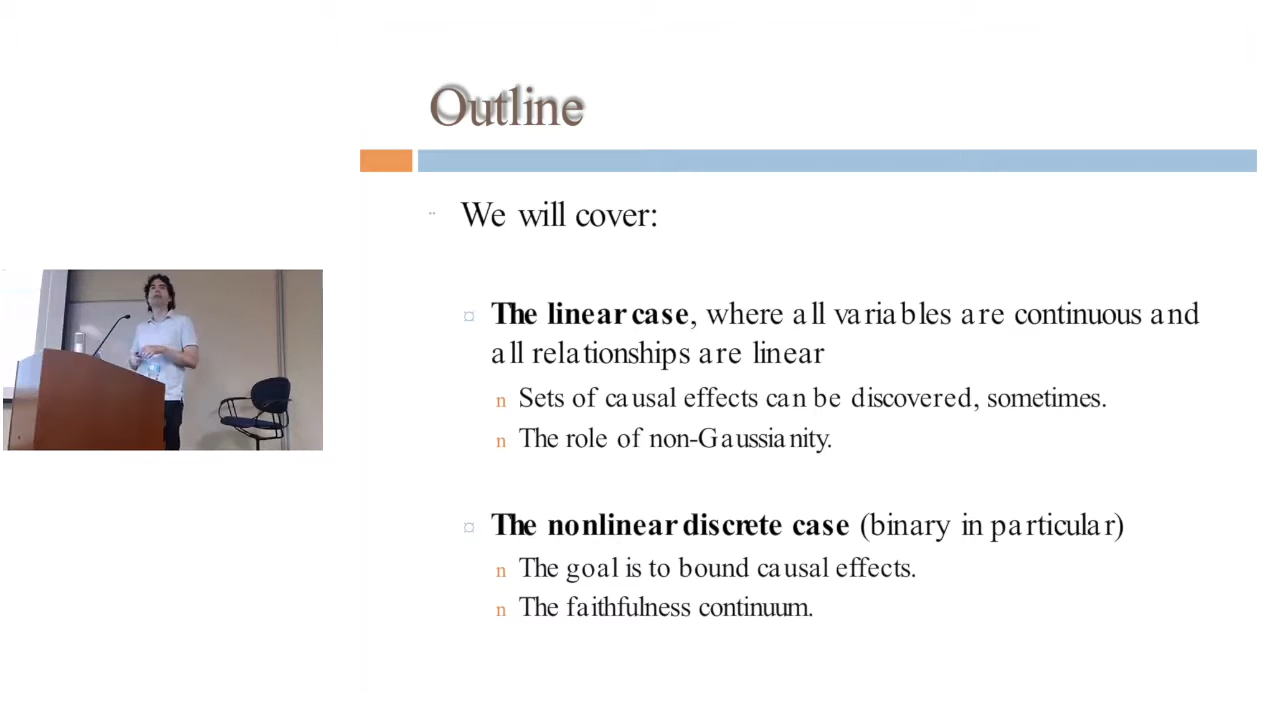 Outline
We will cover:
The linear case, where all variables are continuous and
all relationships are linear
n Sets of causal effects can be discovered, sometimes.
n The role of non-Gaussianity.
The nonlinear discrete case (binary in particular)
n The goal is to bound causal effects.
n The faithfulness continuum.